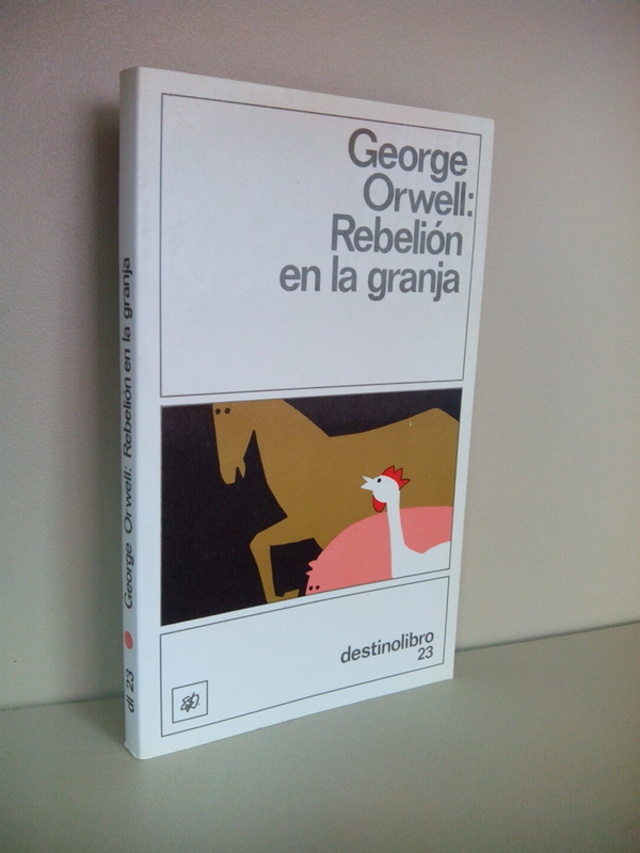 George
Orwell:
Rebelión
en la granja
destinolibro
23
George Orwell: Rebelión en la granja
dl 23